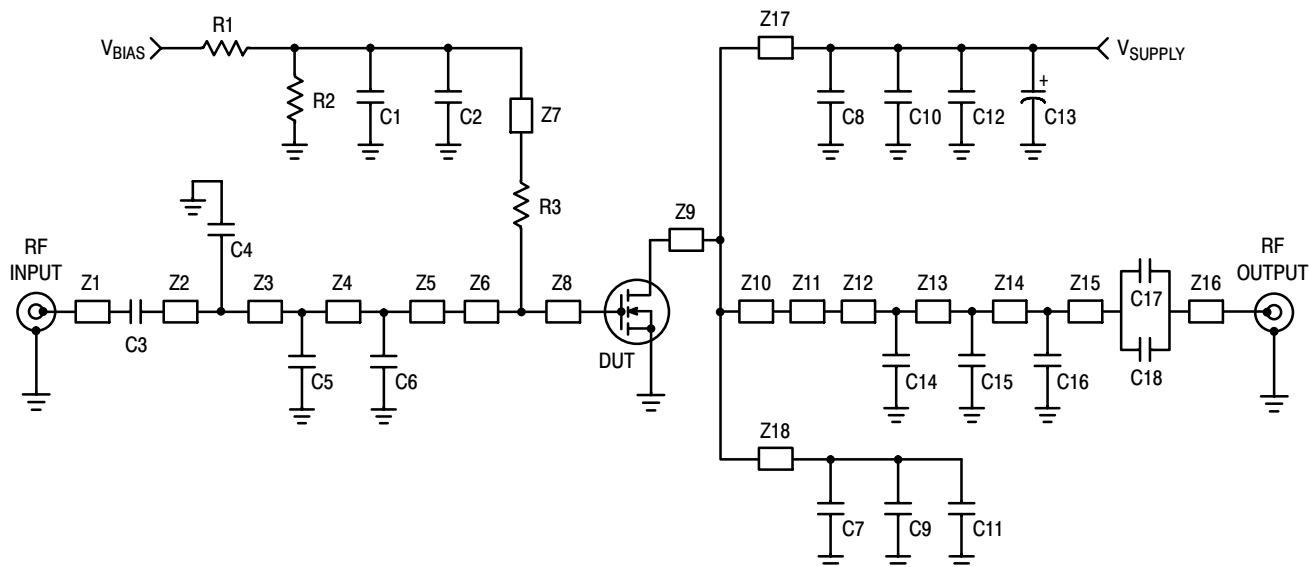 R1
Z17
V_BIAS
V_SUPPLY
R2
C1
C2
Z7
C8
C10
C12
+
C13
R3
C4
Z9
RF
INPUT
RF
OUTPUT
Z1
Z2
Z3
Z4
Z5
Z6
Z8
Z10
Z11
Z12
Z13
Z14
Z15
C17
Z16
C3
DUT
C5
C6
C14
C15
C16
C18
Z18
C7
C9
C11